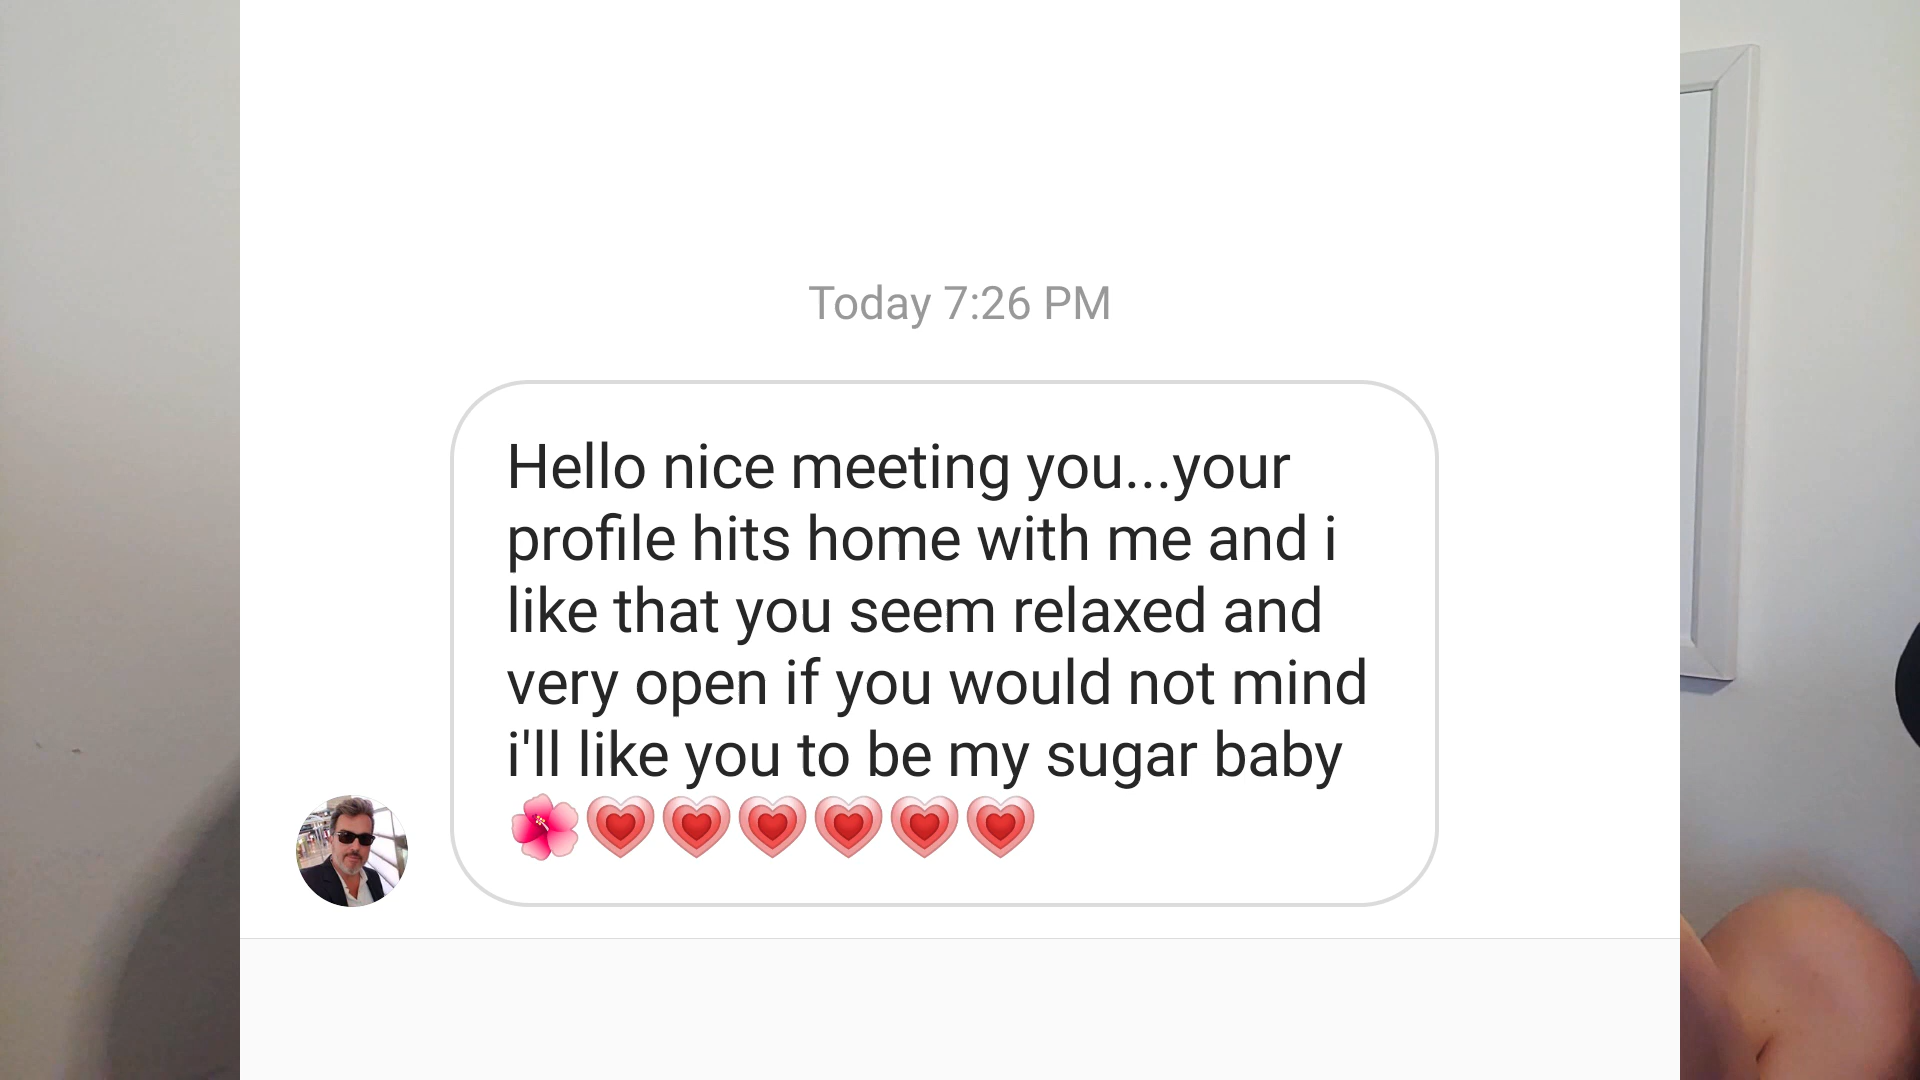 Today 7:26 PM
Hello nice meeting you...your
profile hits home with me and i
like that you seem relaxed and
very open if you would not mind
i'll like you to be my sugar baby
🌺💗💗💗💗💗💗